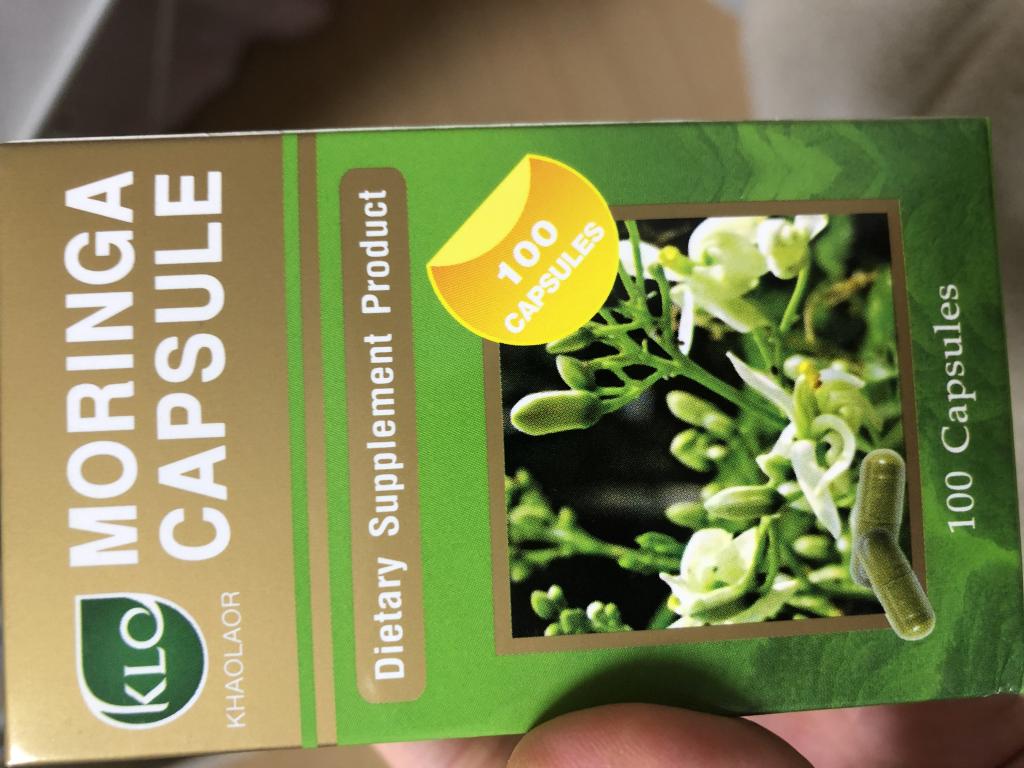 KLO
KHAOLAOR
MORINGA
CAPSULE
Dietary Supplement Product
100
CAPSULES
100 Capsules